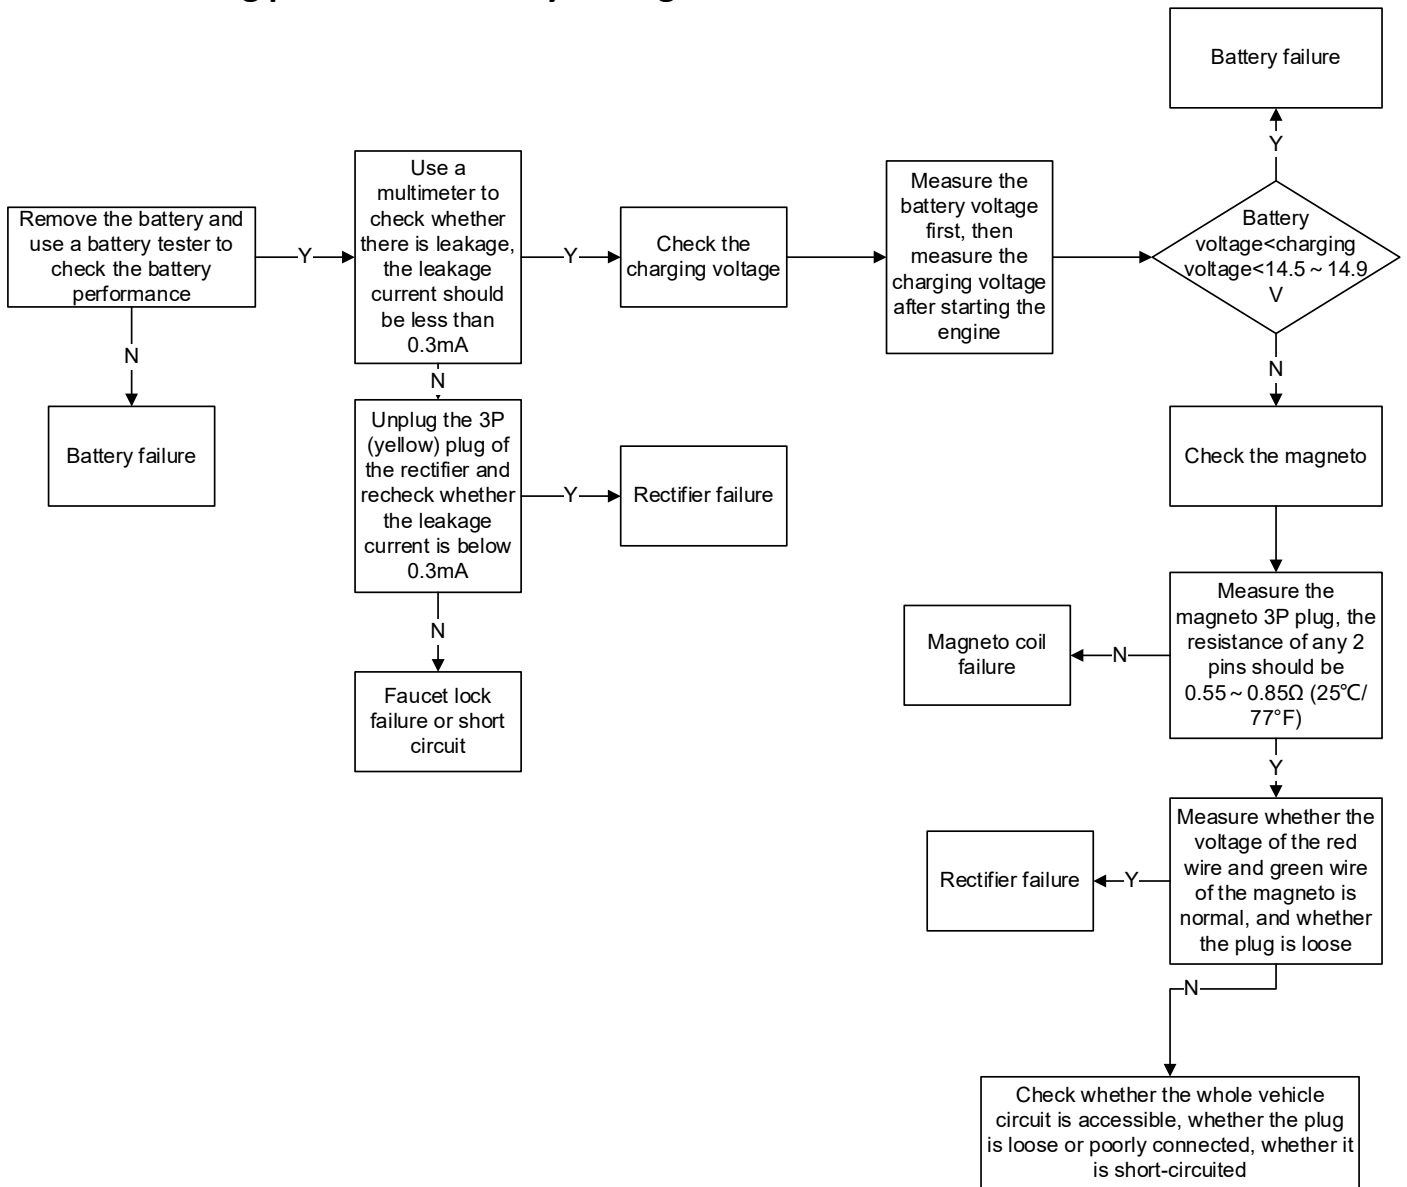 Battery failure
Y
Remove the battery and
use a battery tester to
check the battery
performance
Y
Use a
multimeter to
check whether
there is leakage,
the leakage
current should
be less than
0.3mA
Y
Check the
charging voltage
Measure the
battery voltage
first, then
measure the
charging voltage
after starting the
engine
Battery
voltage<charging
voltage<14.5～14.9
V
N
Battery failure
N
Unplug the 3P
(yellow) plug of
the rectifier and
recheck whether
the leakage
current is below
0.3mA
Y
Rectifier failure
N
Faucet lock
failure or short
circuit
N
Check the magneto
Measure the
magneto 3P plug, the
resistance of any 2
pins should be
0.55～0.85Ω (25℃/
77°F)
N
Magneto coil
failure
Y
Measure whether the
voltage of the red
wire and green wire
of the magneto is
normal, and whether
the plug is loose
Y
Rectifier failure
N
Check whether the whole vehicle
circuit is accessible, whether the plug
is loose or poorly connected, whether it
is short-circuited